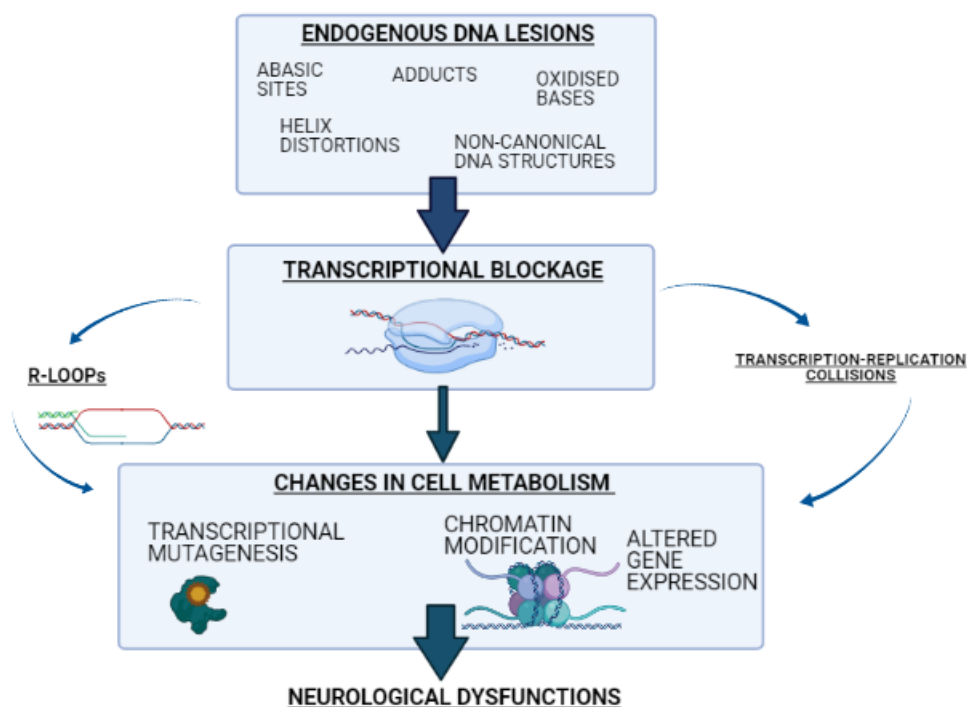 ENDOGENOUS DNA LESIONS
ABASIC
SITES
ADDUCTS
OXIDISED
BASES
HELIX
DISTORTIONS
NON-CANONICAL
DNA STRUCTURES
TRANSCRIPTIONAL BLOCKAGE
R-LOOPs
TRANSCRIPTION-REPLICATION
COLLISIONS
CHANGES IN CELL METABOLISM
TRANSCRIPTIONAL
MUTAGENESIS
CHROMATIN
MODIFICATION
ALTERED
GENE
EXPRESSION
NEUROLOGICAL DYSFUNCTIONS